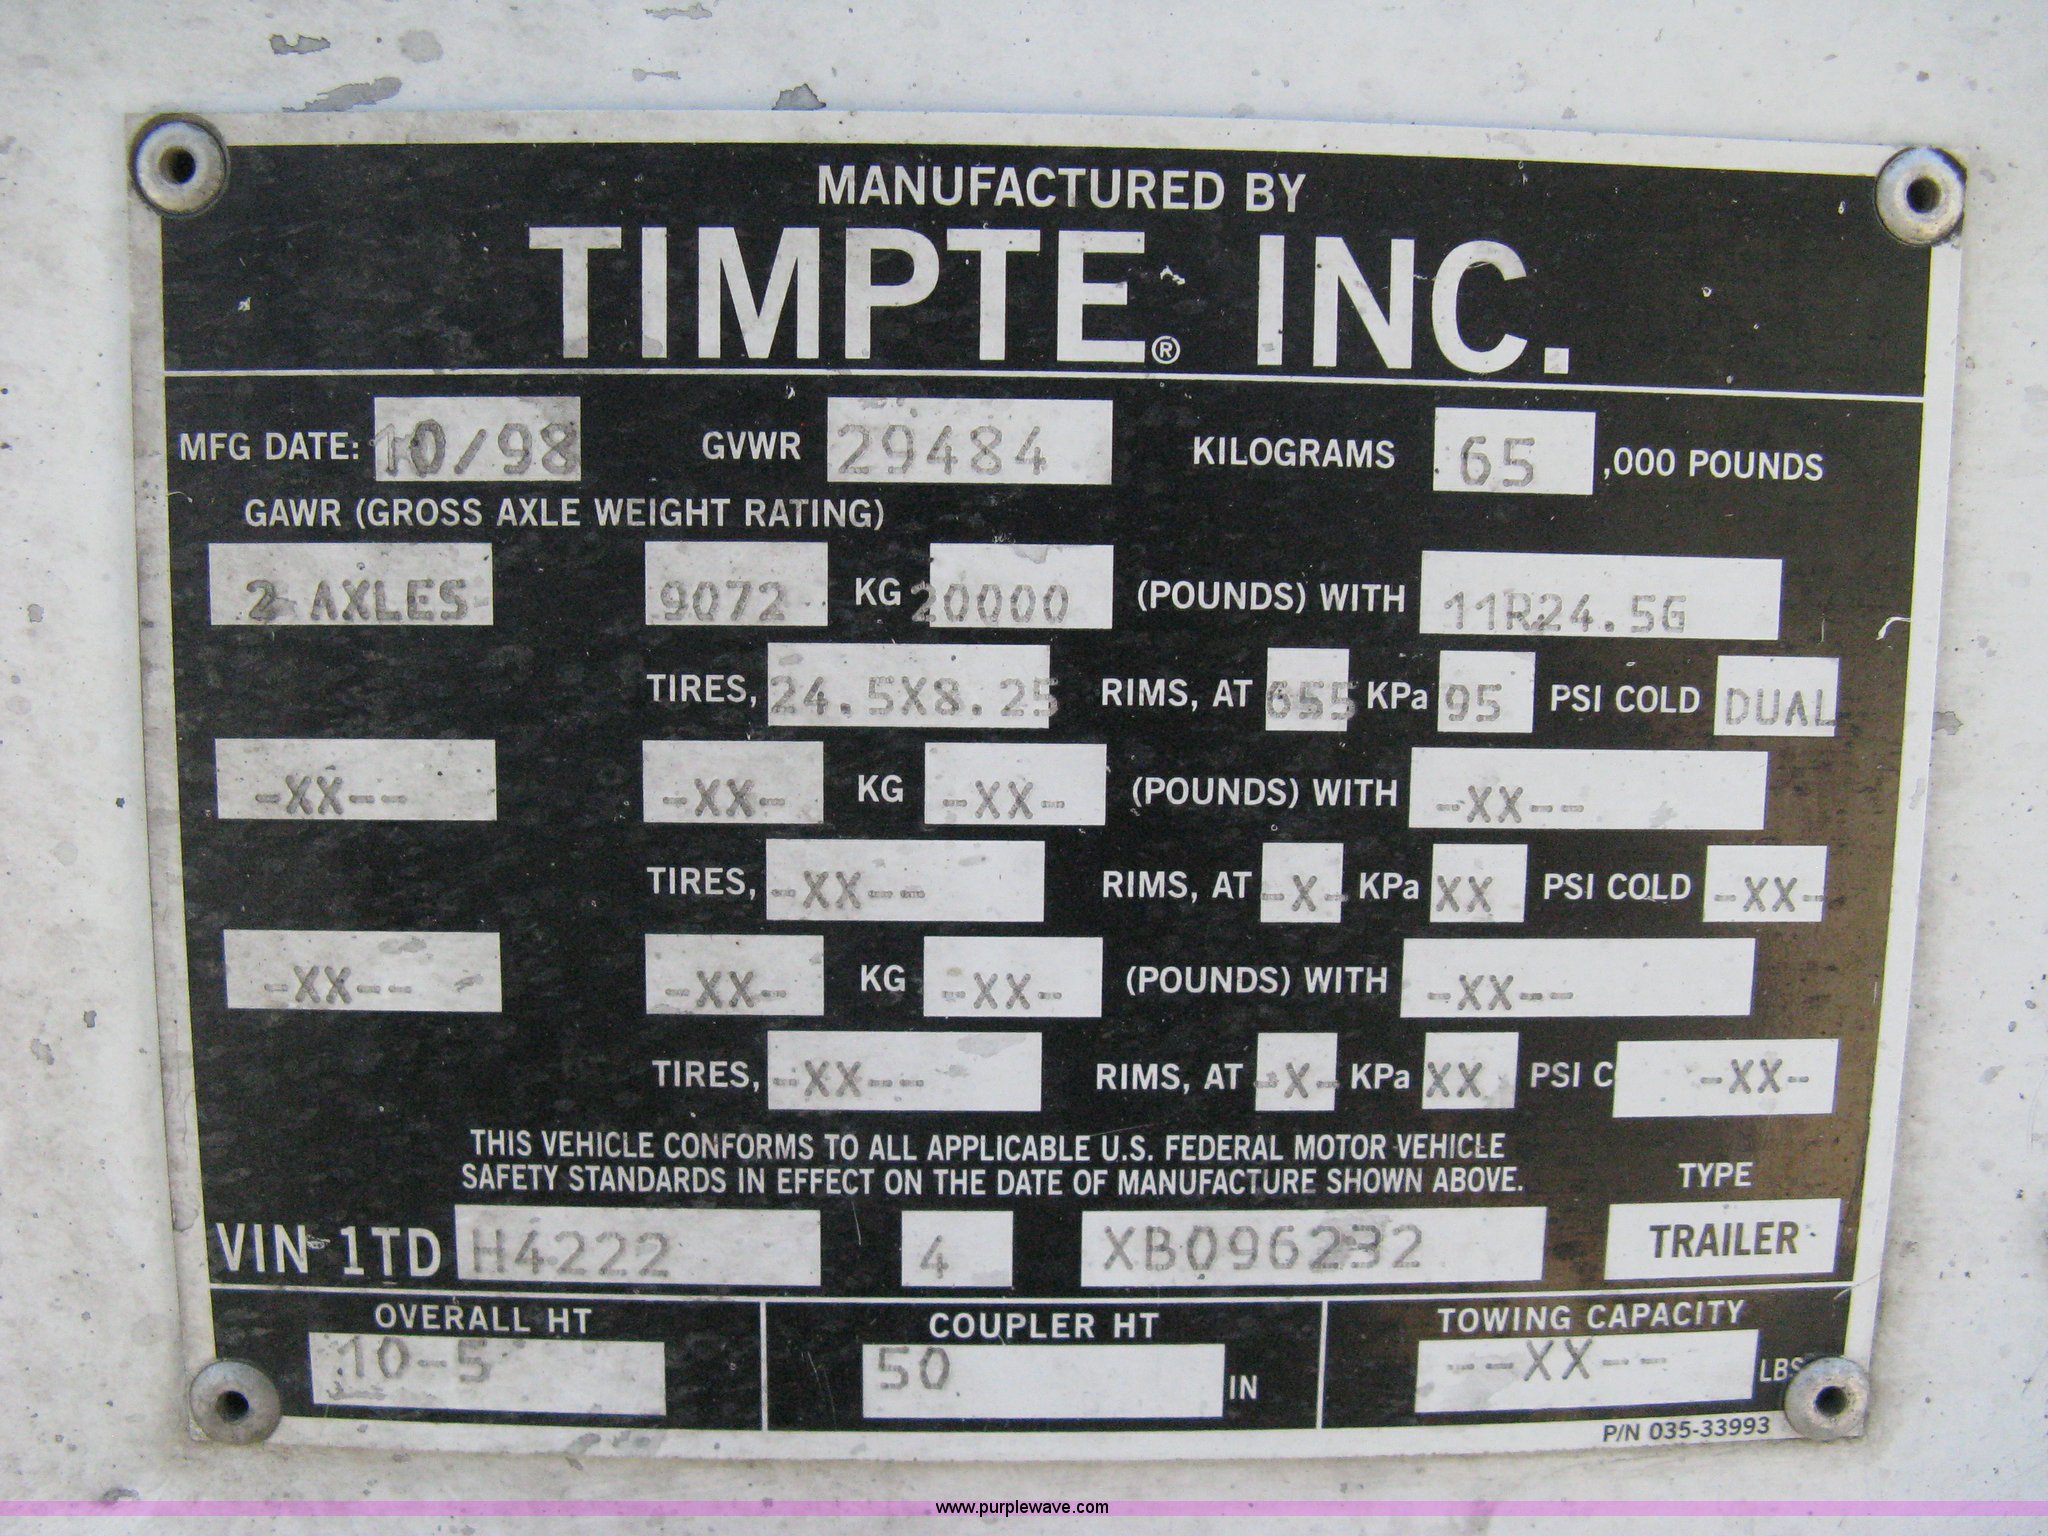 MANUFACTURED BY
TIMPTE® INC.
MFG DATE: 10/98 GVWR 29484 KILOGRAMS 65 ,000 POUNDS
GAWR (GROSS AXLE WEIGHT RATING)
2 AXLES 9072 KG 20000 (POUNDS) WITH 11R24.5G
TIRES, 24.5X8.25 RIMS, AT 655 KPa 95 PSI COLD DUAL
-XX-- -XX- KG -XX- (POUNDS) WITH -XX--
TIRES, -XX-- RIMS, AT -X- KPa XX PSI COLD -XX-
-XX-- -XX- KG -XX- (POUNDS) WITH -XX--
TIRES, -XX-- RIMS, AT -X- KPa XX PSI C -XX-
THIS VEHICLE CONFORMS TO ALL APPLICABLE U.S. FEDERAL MOTOR VEHICLE
SAFETY STANDARDS IN EFFECT ON THE DATE OF MANUFACTURE SHOWN ABOVE.
TYPE
VIN 1TD H4222 4 XB096232 TRAILER
OVERALL HT COUPLER HT TOWING CAPACITY
10-5 50 IN --XX-- LBS
P/N 035-33993
www.purplewave.com